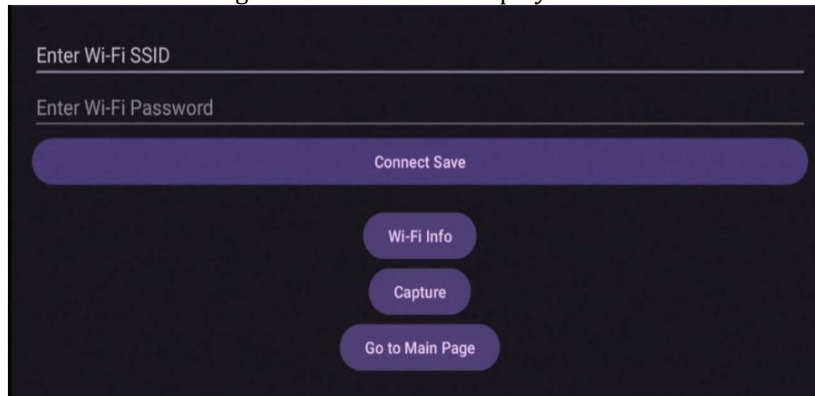 Enter Wi-Fi SSID
Enter Wi-Fi Password
Connect Save
Wi-Fi Info
Capture
Go to Main Page